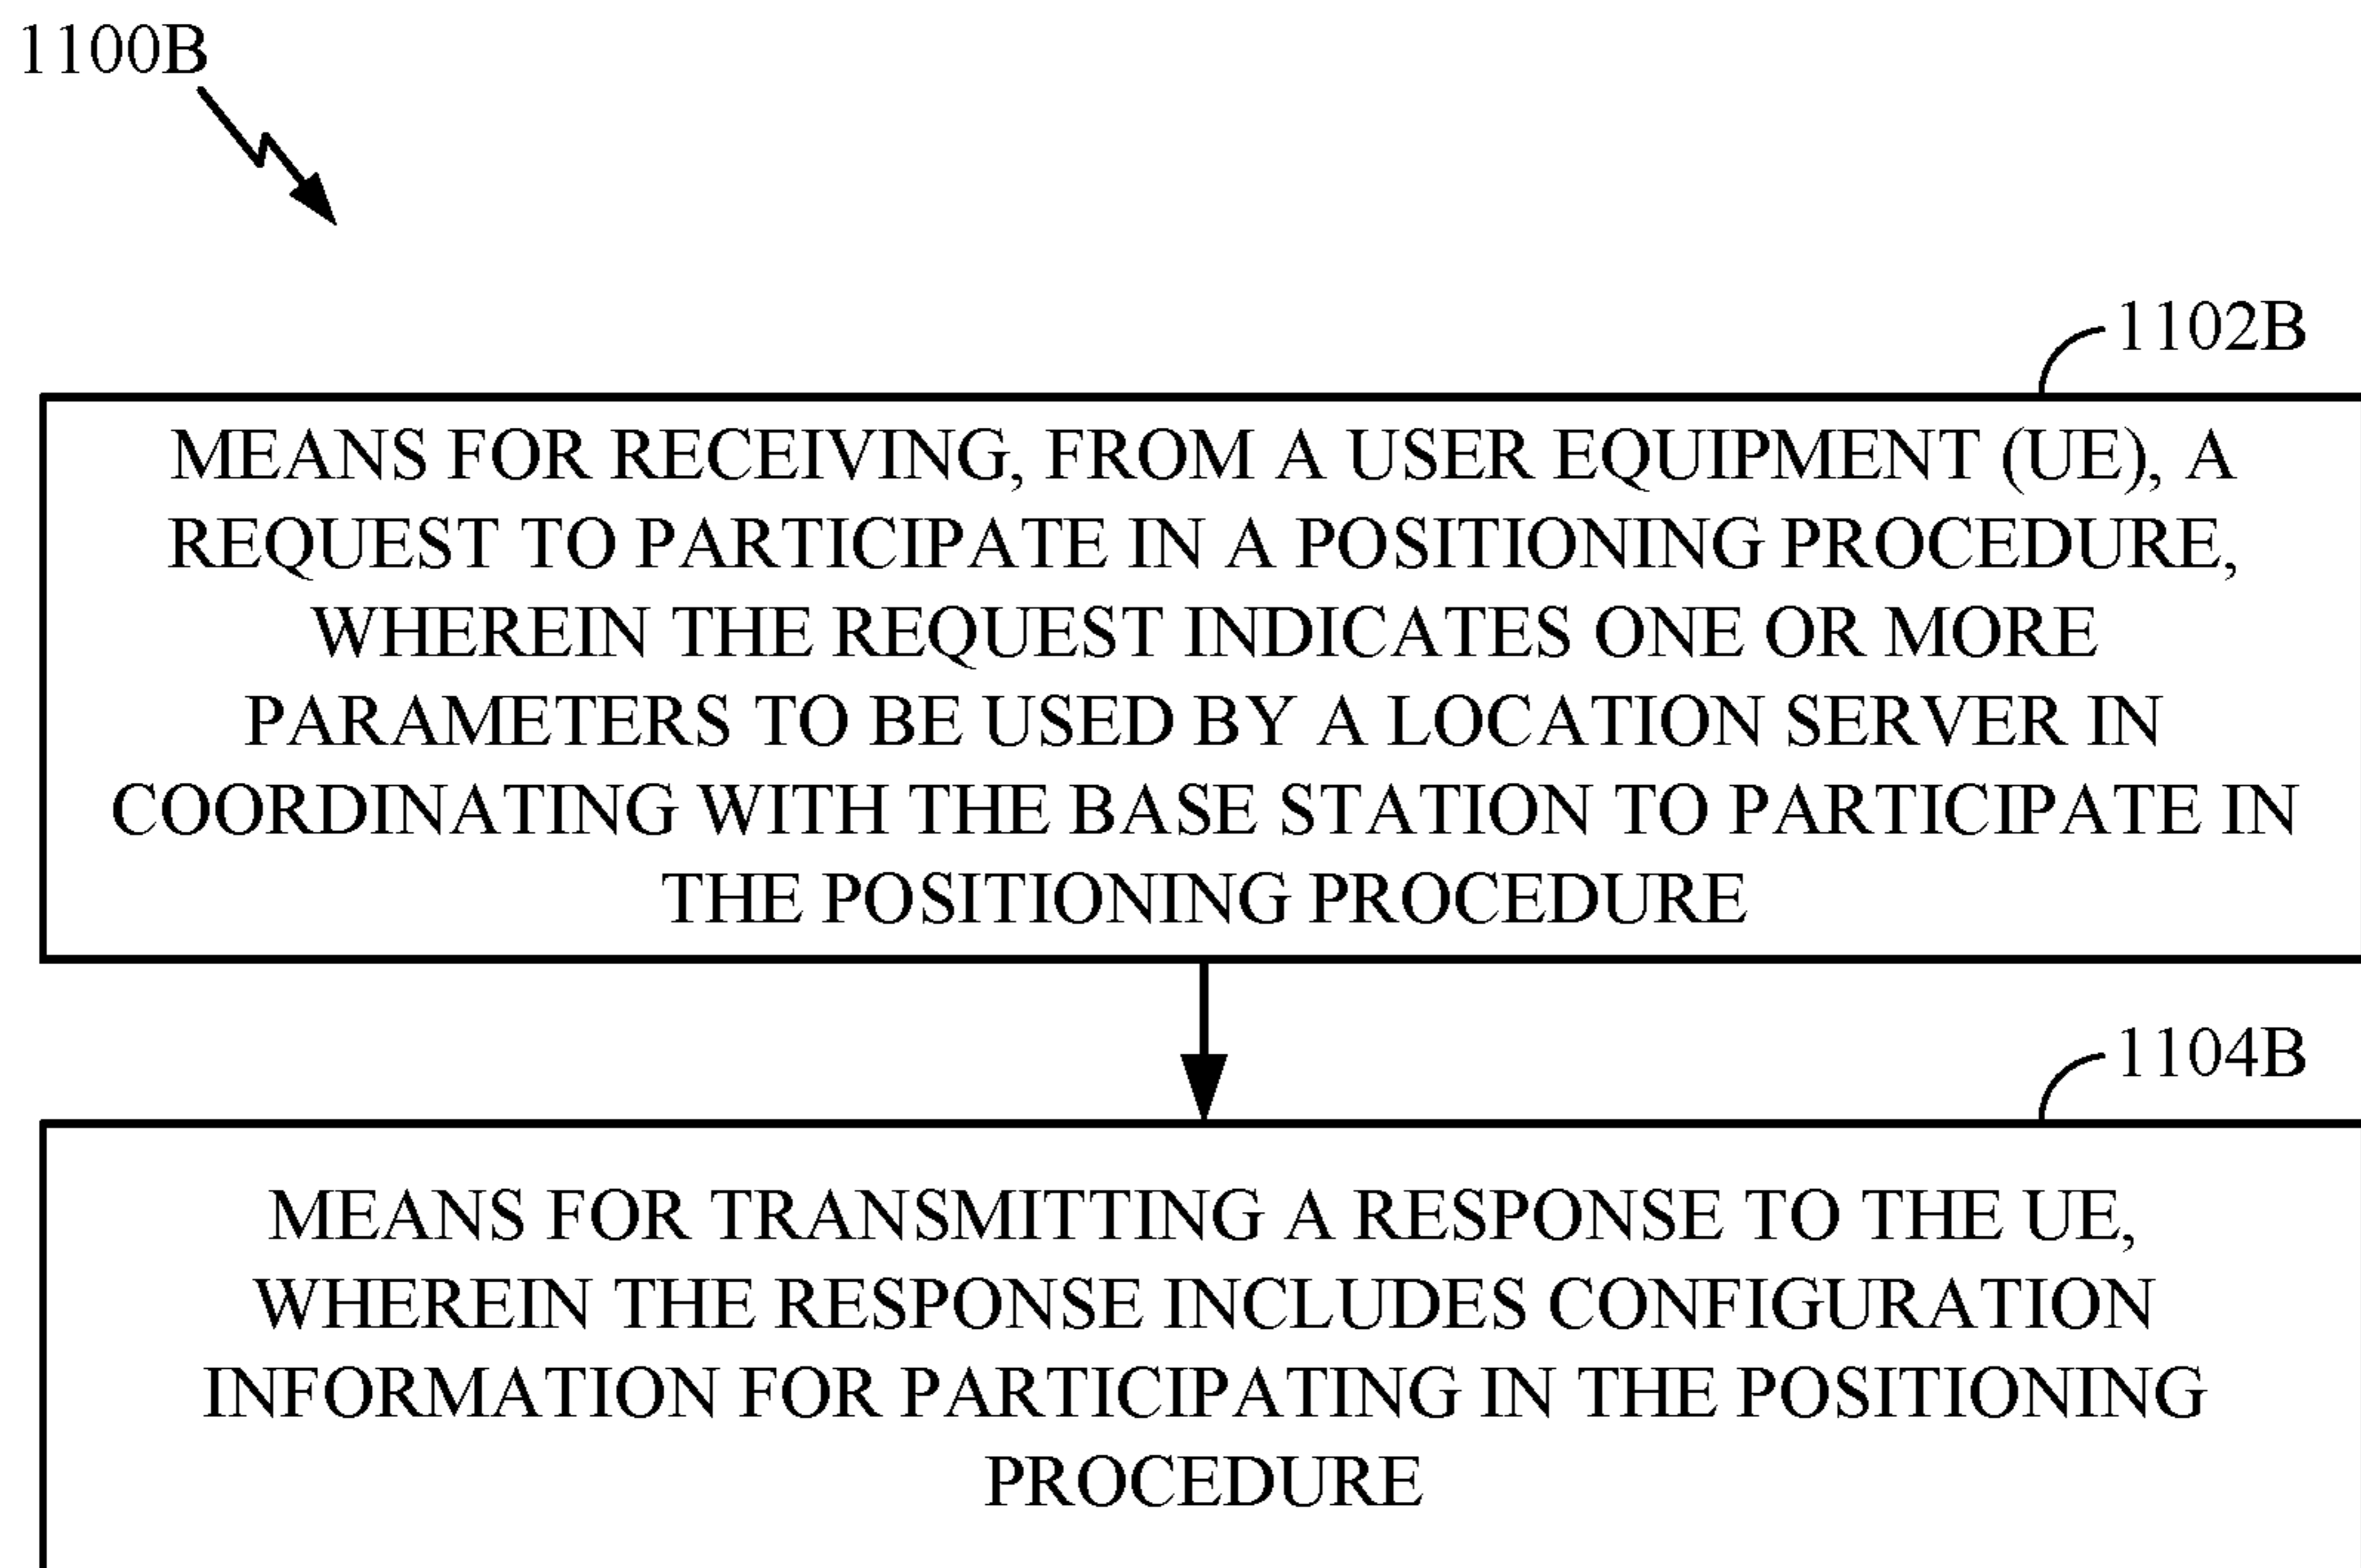 1100B
1102B
MEANS FOR RECEIVING, FROM A USER EQUIPMENT (UE), A
REQUEST TO PARTICIPATE IN A POSITIONING PROCEDURE,
WHEREIN THE REQUEST INDICATES ONE OR MORE
PARAMETERS TO BE USED BY A LOCATION SERVER IN
COORDINATING WITH THE BASE STATION TO PARTICIPATE IN
THE POSITIONING PROCEDURE
1104B
MEANS FOR TRANSMITTING A RESPONSE TO THE UE,
WHEREIN THE RESPONSE INCLUDES CONFIGURATION
INFORMATION FOR PARTICIPATING IN THE POSITIONING
PROCEDURE